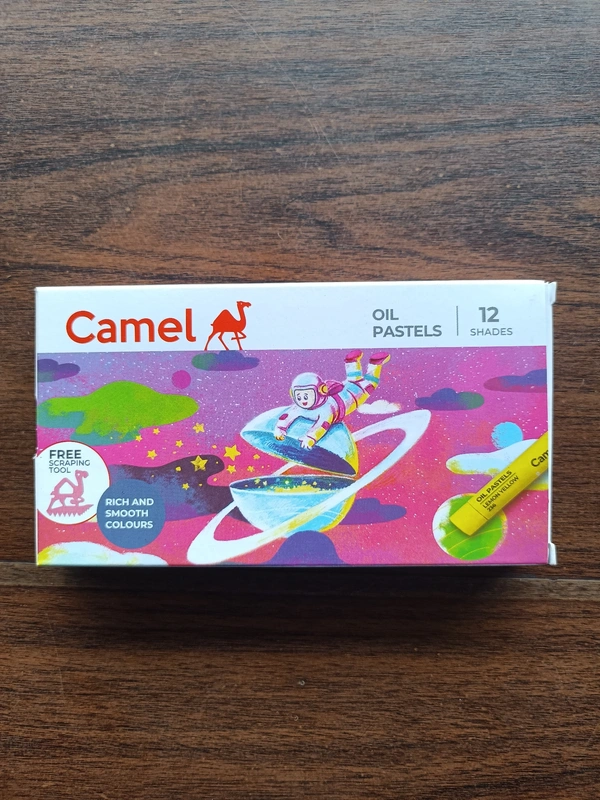 Camel
OIL
PASTELS
12
SHADES
FREE
SCRAPING
TOOL
RICH AND
SMOOTH
COLOURS
OIL PASTELS
LEMON YELLOW
Cam